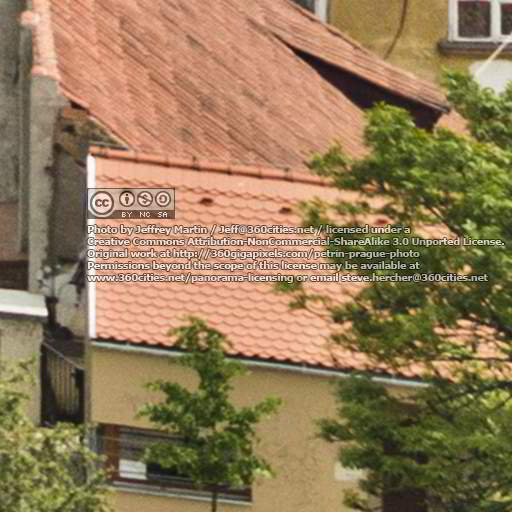 cc BY NC SA
Photo by Jeffrey Martin / Jeff@360cities.net / licensed under a
Creative Commons Attribution-NonCommercial-ShareAlike 3.0 Unported License.
Original work at http://360gigapixels.com/petrin-prague-photo
Permissions beyond the scope of this license may be available at
www.360cities.net/panorama-licensing or email steve.hercher@360cities.net